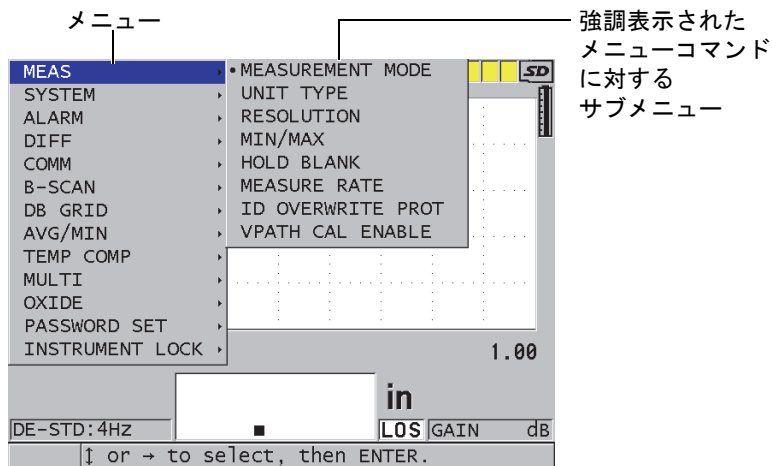 メニュー
強調表示された
メニューコマンド
に対する
サブメニュー
MEAS
SYSTEM
ALARM
DIFF
COMM
B-SCAN
DB GRID
AVG/MIN
TEMP COMP
MULTI
OXIDE
PASSWORD SET
INSTRUMENT LOCK
•MEASUREMENT MODE
UNIT TYPE
RESOLUTION
MIN/MAX
HOLD BLANK
MEASURE RATE
ID OVERWRITE PROT
VPATH CAL ENABLE
SD
1.00
in
DE-STD:4Hz
LOS GAIN dB
↕ or → to select, then ENTER.